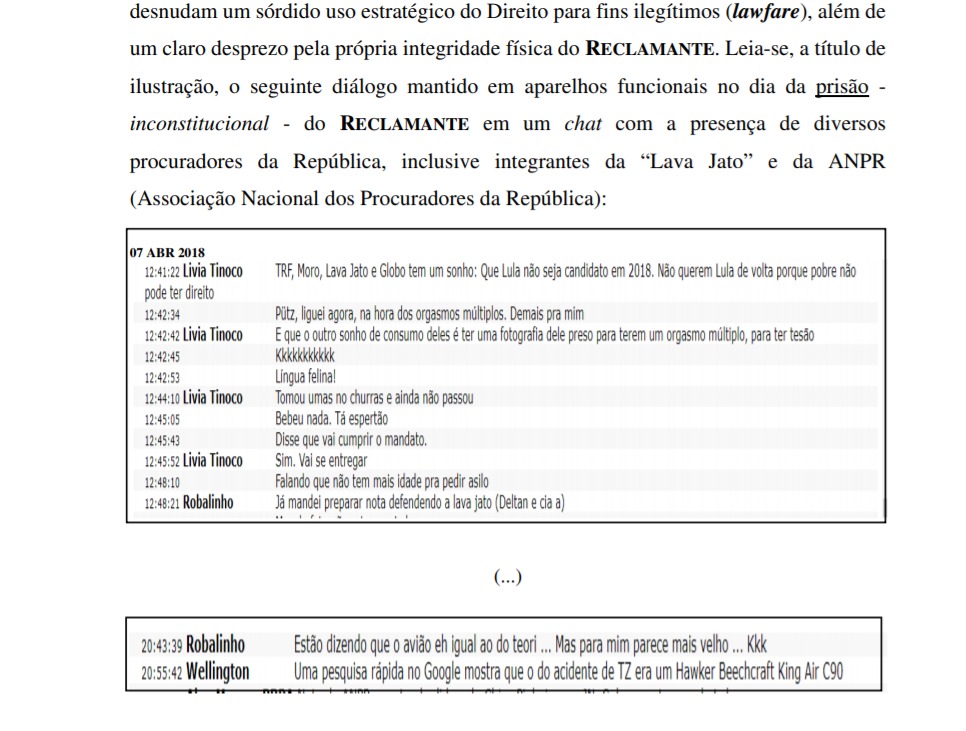 desnudam um sórdido uso estratégico do Direito para fins ilegítimos (lawfare), além de
um claro desprezo pela própria integridade física do RECLAMANTE. Leia-se, a título de
ilustração, o seguinte diálogo mantido em aparelhos funcionais no dia da prisão -
inconstitucional - do RECLAMANTE em um chat com a presença de diversos
procuradores da República, inclusive integrantes da “Lava Jato” e da ANPR
(Associação Nacional dos Procuradores da República):
07 ABR 2018
12:41:22 Livia Tinoco TRF, Moro, Lava Jato e Globo tem um sonho: Que Lula não seja candidato em 2018. Não querem Lula de volta porque pobre não
pode ter direito
12:42:34 Pütz, liguei agora, na hora dos orgasmos múltiplos. Demais pra mim
12:42:42 Livia Tinoco E que o outro sonho de consumo deles é ter uma fotografia dele preso para terem um orgasmo múltiplo, para ter tesão
12:42:45 Kkkkkkkkkkk
12:42:53 Língua felina!
12:44:10 Livia Tinoco Tomou umas no churras e ainda não passou
12:45:05 Bebeu nada. Tá espertão
12:45:43 Disse que vai cumprir o mandato.
12:45:52 Livia Tinoco Sim. Vai se entregar
12:48:10 Falando que não tem mais idade pra pedir asilo
12:48:21 Robalinho Já mandei preparar nota defendendo a lava jato (Deltan e cia a)
(...)
20:43:39 Robalinho Estão dizendo que o avião eh igual ao do teori ... Mas para mim parece mais velho ... Kkk
20:55:42 Wellington Uma pesquisa rápida no Google mostra que o do acidente de TZ era um Hawker Beechcraft King Air C90